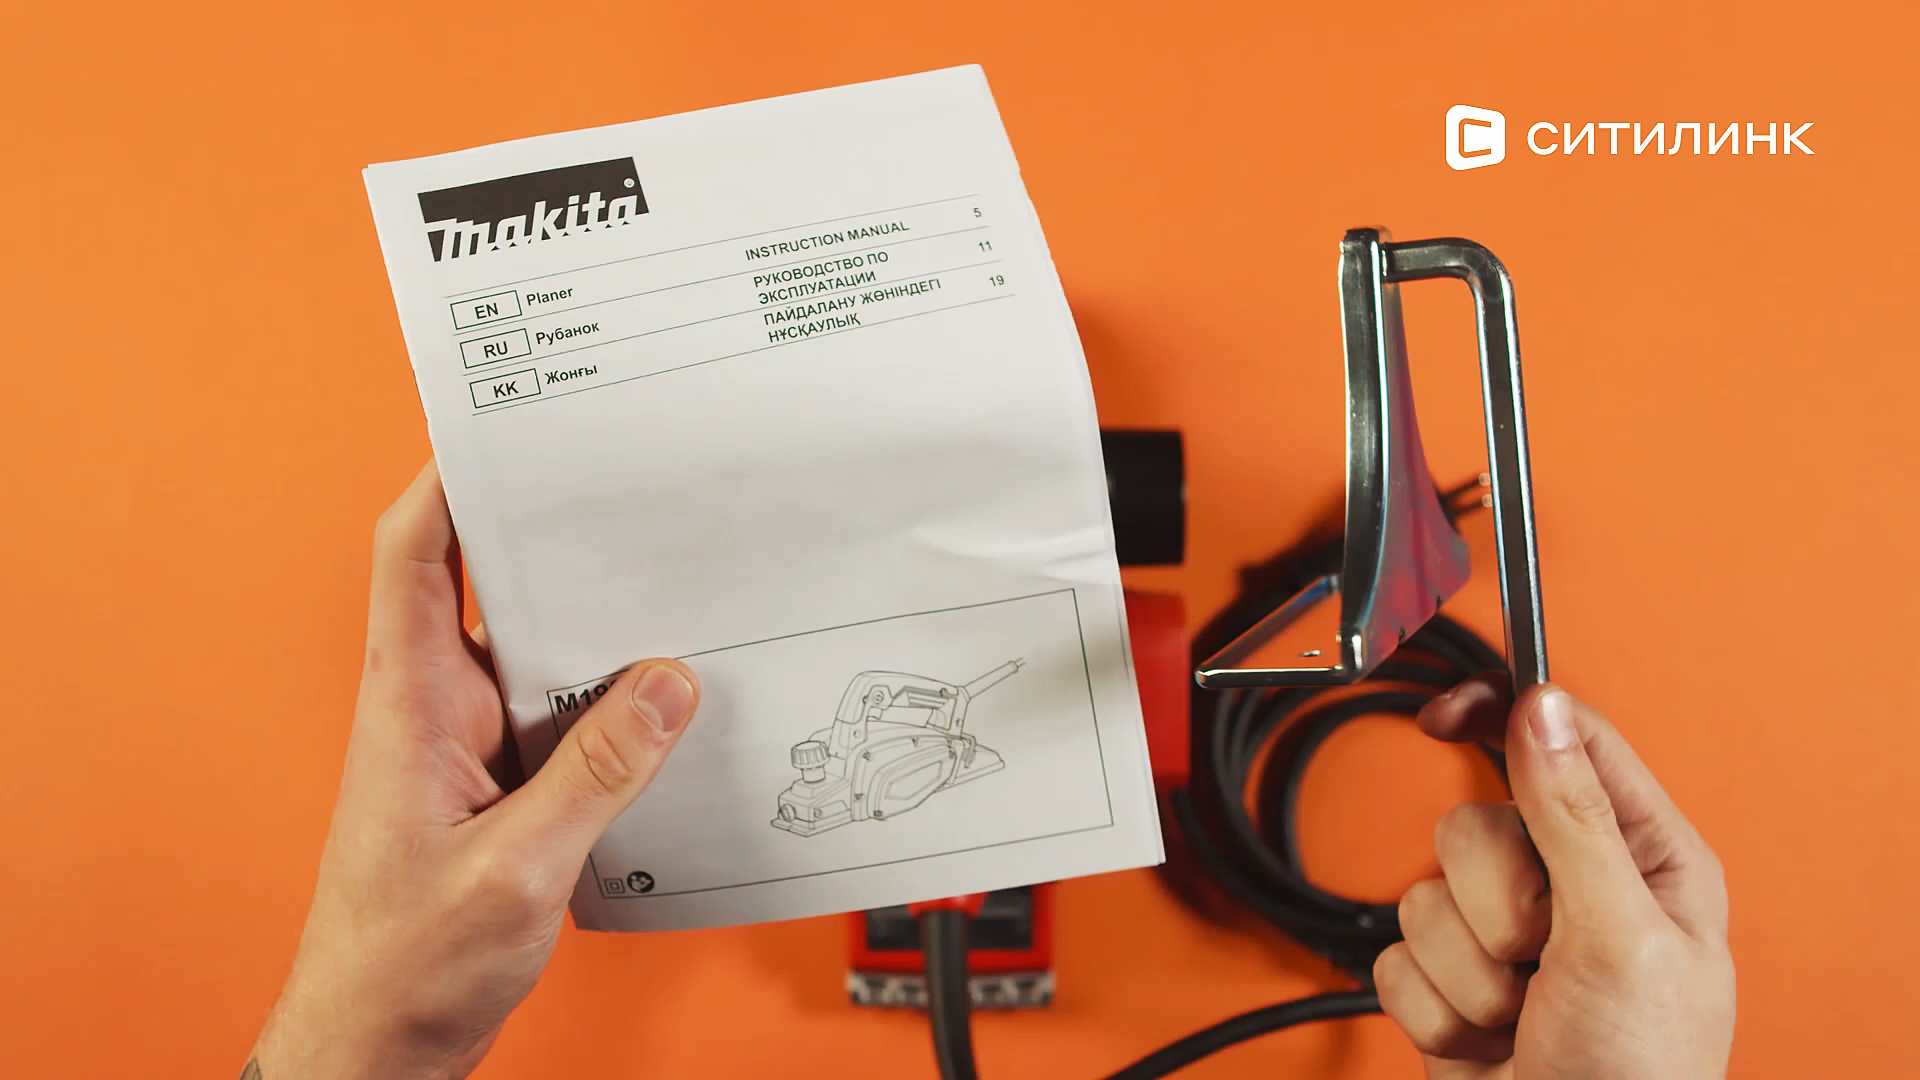 СИТИЛИНК
makita
EN Planer INSTRUCTION MANUAL 5
RU Рубанок РУКОВОДСТВО ПО ЭКСПЛУАТАЦИИ 11
KK Жонғы ПАЙДАЛАНУ ЖӨНІНДЕГІ НҰСҚАУЛЫҚ 19